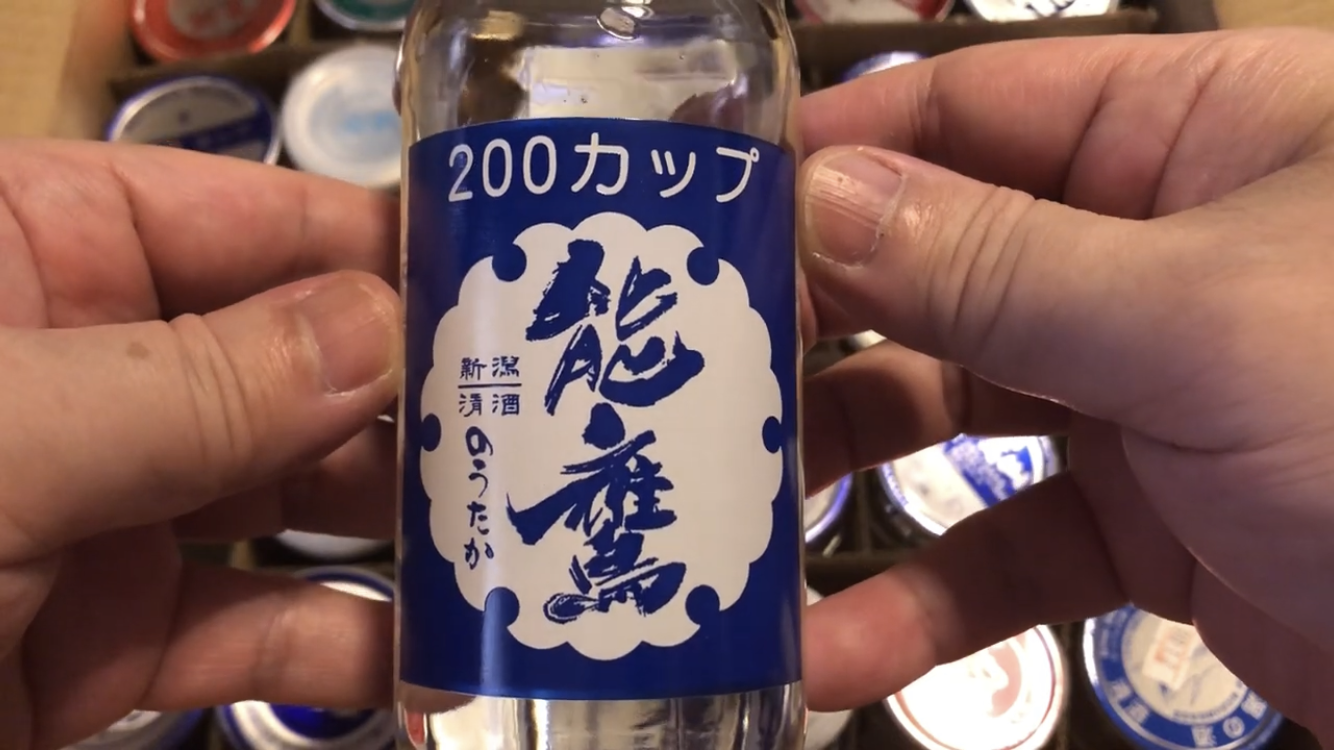 200カップ
能鷹
新潟
清酒
のうたか